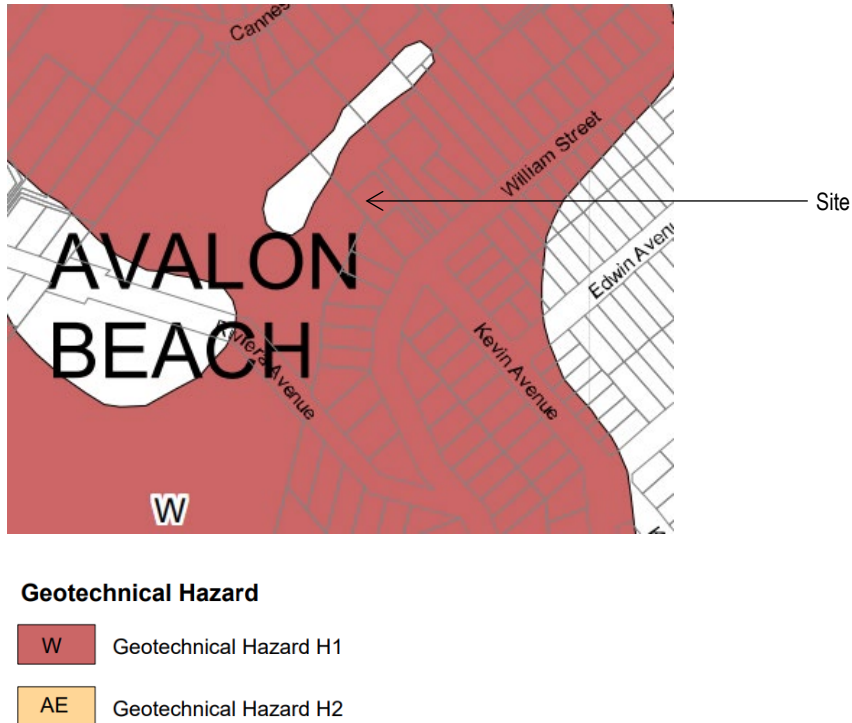 Cannes
William Street
Site
AVALON
Edwin Avenu
BEACH
Riviera Avenue
Kevin Avenue
W
K
Geotechnical Hazard
W Geotechnical Hazard H1
AE Geotechnical Hazard H2